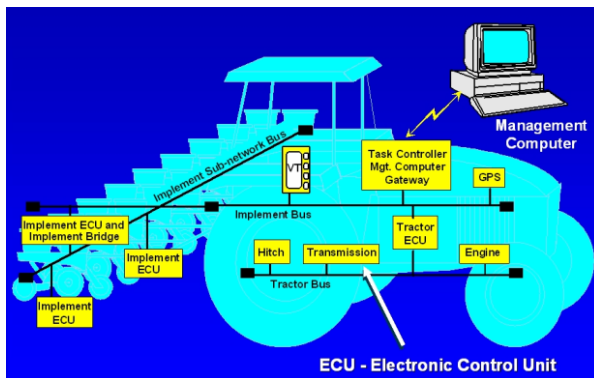 Management
Computer
Implement Sub-network Bus
VT
Task Controller
Mgt. Computer
Gateway
GPS
Implement Bus
Implement ECU and
Implement Bridge
Tractor
ECU
Implement
ECU
Hitch
Transmission
Engine
Tractor Bus
Implement
ECU
ECU - Electronic Control Unit